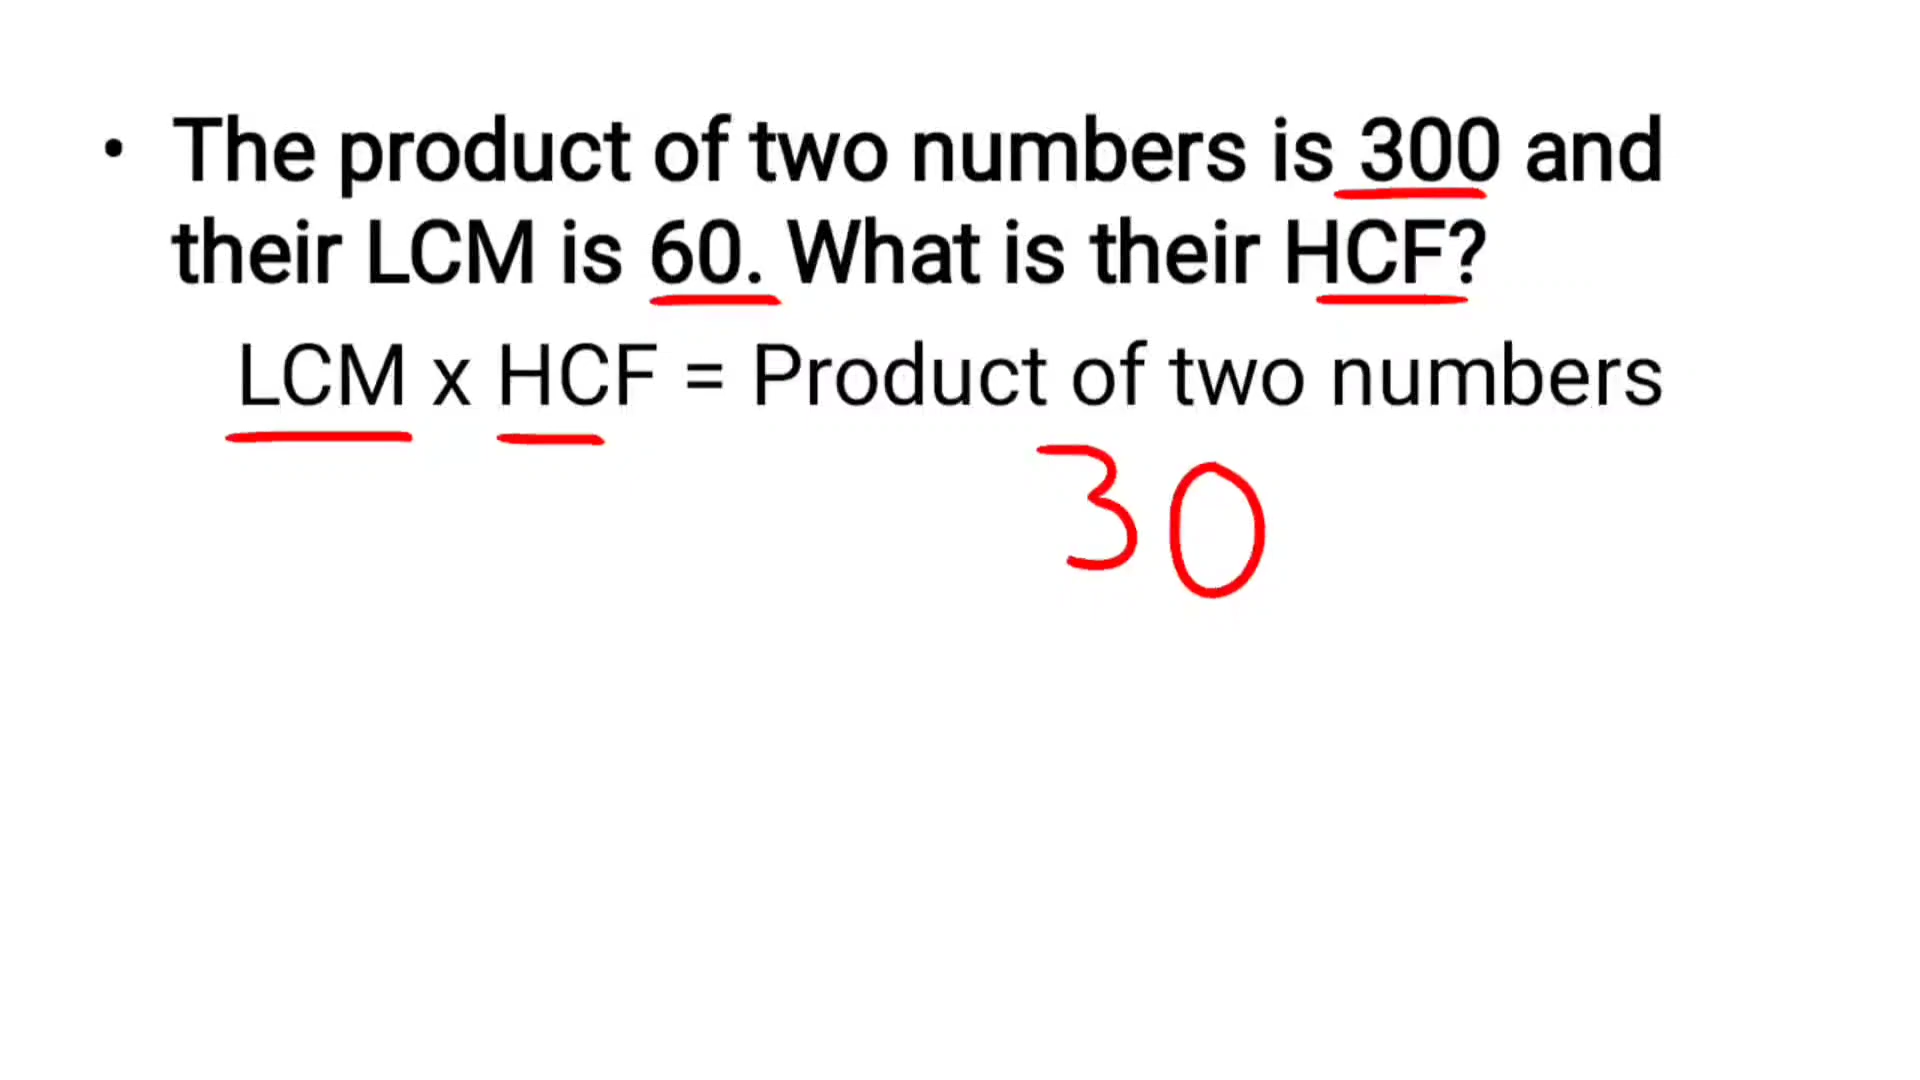 • The product of two numbers is 300 and
their LCM is 60. What is their HCF?
LCM x HCF = Product of two numbers
30